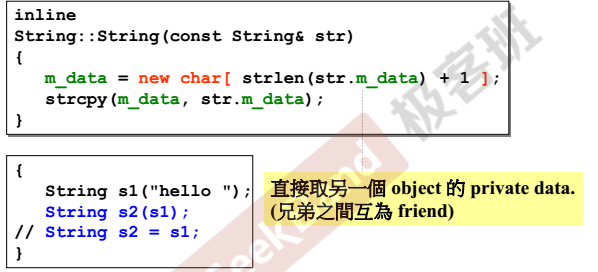 inline
String::String(const String& str)
{
m_data = new char[ strlen(str.m_data) + 1 ];
strcpy(m_data, str.m_data);
}
{
String s1("hello ");
String s2(s1);
// String s2 = s1;
}
直接取另一個 object 的 private data.
(兄弟之間互為 friend)
GeekBand 极客班